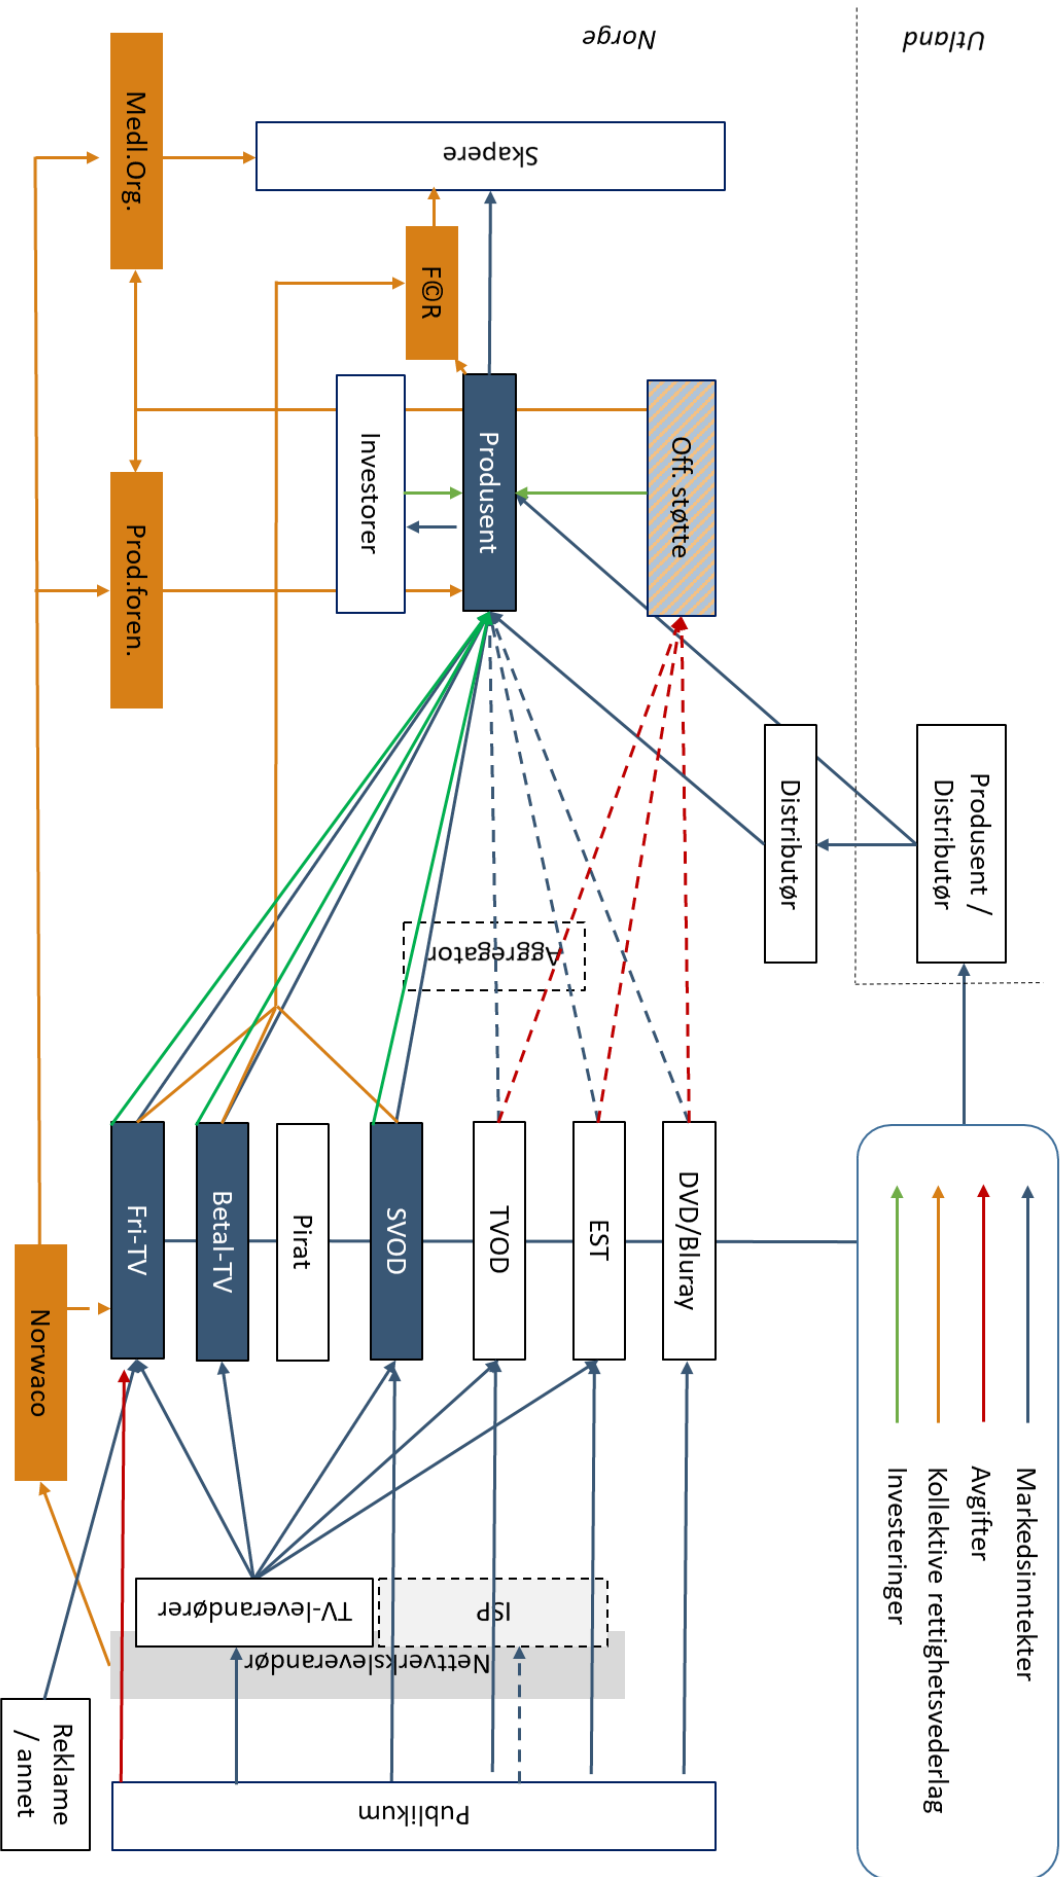 Norge
Utland
Medl.Org.
Skapere
F©R
Investorer
Produsent
Off. støtte
Prod.foren.
Produsent /
Distributør
Distributør
Aggregator
Fri-TV
Betal-TV
Pirat
SVOD
TVOD
EST
DVD/Bluray
Norwaco
TV-leverandører
ISP
Nettverksleverandør
Reklame
/ annet
Publikum
Markedsinntekter
Avgifter
Kollektive rettighetsvederlag
Investeringer